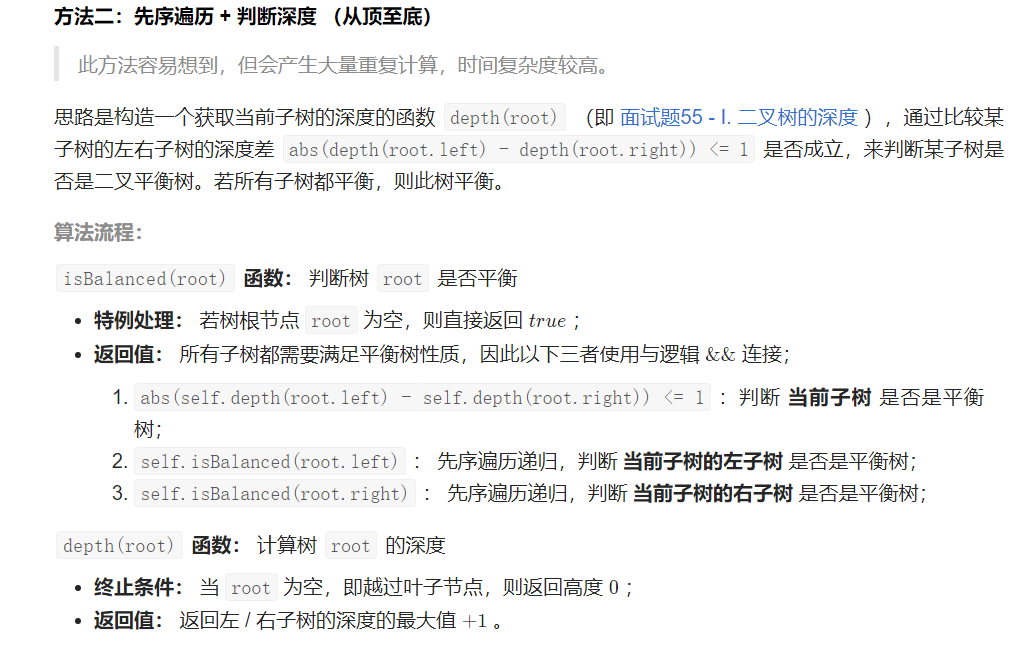 方法二：先序遍历 + 判断深度 （从顶至底）
此方法容易想到，但会产生大量重复计算，时间复杂度较高。
思路是构造一个获取当前子树的深度的函数 depth(root) （即 面试题55 - I. 二叉树的深度 ），通过比较某
子树的左右子树的深度差 abs(depth(root.left) - depth(root.right)) <= 1 是否成立，来判断某子树是
否是二叉平衡树。若所有子树都平衡，则此树平衡。
算法流程：
isBalanced(root) 函数： 判断树 root 是否平衡
• 特例处理： 若树根节点 root 为空，则直接返回 true ；
• 返回值： 所有子树都需要满足平衡树性质，因此以下三者使用与逻辑 && 连接；
1. abs(self.depth(root.left) - self.depth(root.right)) <= 1 ：判断 当前子树 是否是平衡
树；
2. self.isBalanced(root.left) ： 先序遍历递归，判断 当前子树的左子树 是否是平衡树；
3. self.isBalanced(root.right) ： 先序遍历递归，判断 当前子树的右子树 是否是平衡树；
depth(root) 函数： 计算树 root 的深度
• 终止条件： 当 root 为空，即越过叶子节点，则返回高度 0 ；
• 返回值： 返回左 / 右子树的深度的最大值 +1 。